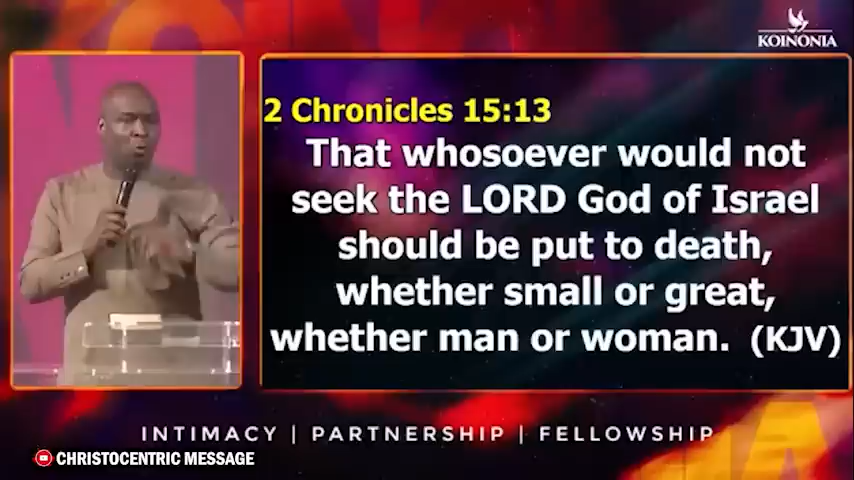 KOINONIA
2 Chronicles 15:13
That whosoever would not
seek the LORD God of Israel
should be put to death,
whether small or great,
whether man or woman. (KJV)
INTIMACY | PARTNERSHIP | FELLOWSHIP
CHRISTOCENTRIC MESSAGE